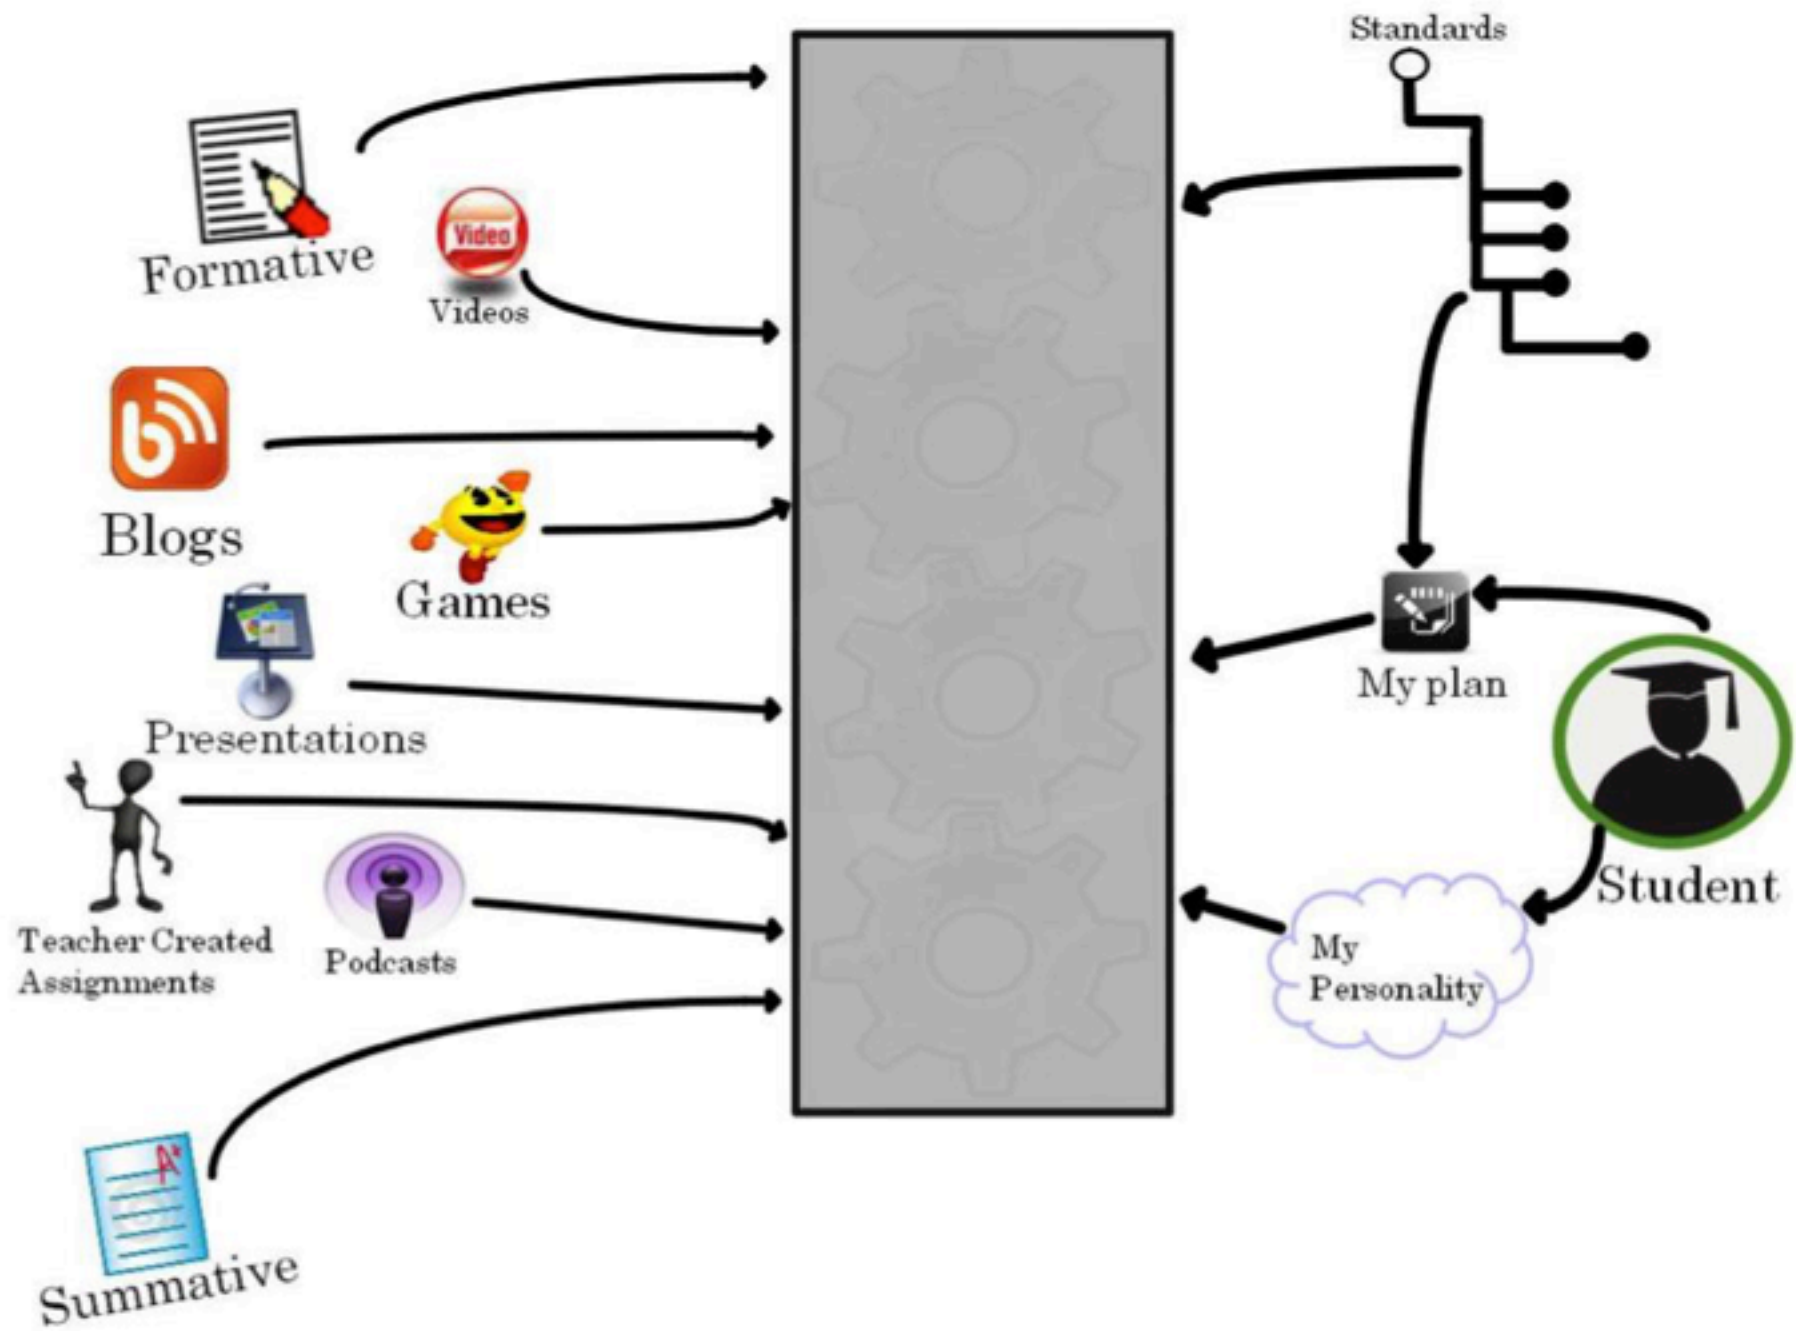 Standards
Formative
Video
Videos
Blogs
Games
Presentations
My plan
Student
Teacher Created
Assignments
Podcasts
My
Personality
A+
Summative